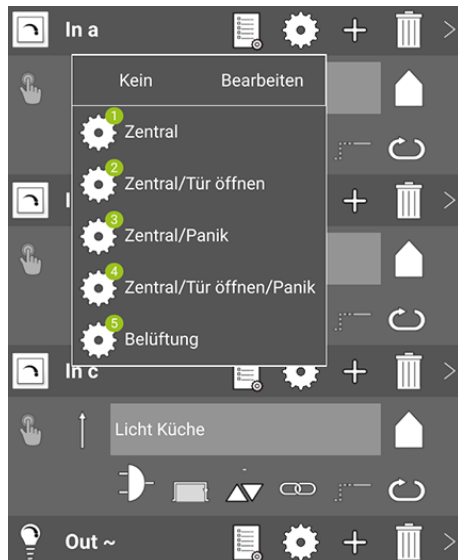 In a
Kein Bearbeiten
1 Zentral
2 Zentral/Tür öffnen
3 Zentral/Panik
4 Zentral/Tür öffnen/Panik
5 Belüftung
In c
Licht Küche
Out ~